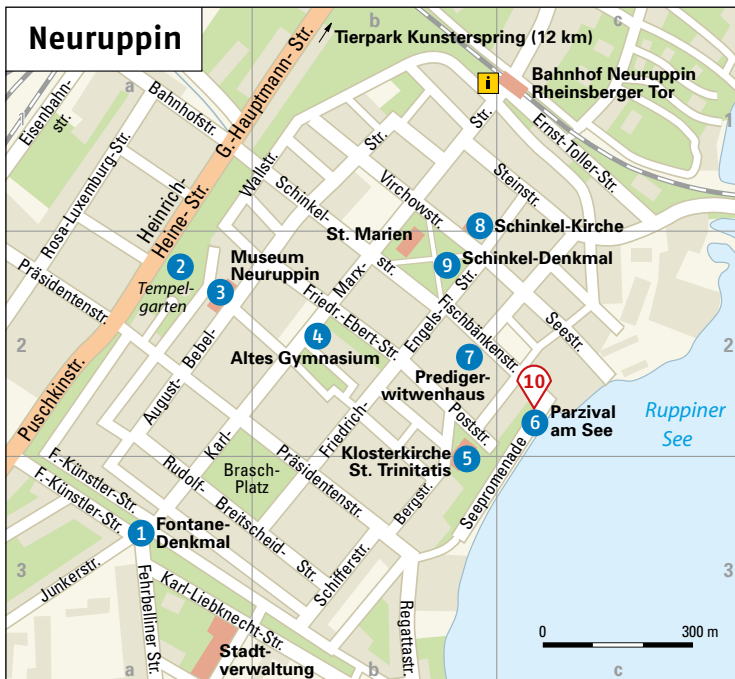 Neuruppin
Tierpark Kunsterspring (12 km)
i
Bahnhof Neuruppin
Rheinsberger Tor
a
b
c
1
Eisenbahn-
str.
Bahnhofstr.
G.-Hauptmann-Str.
Heinrich-
Heine-Str.
Rosa-Luxemburg-Str.
Wallstr.
Str.
Str.
Schinkel-
str.
Virchowstr.
Steinstr.
Ernst-Toller-Str.
8
Schinkel-Kirche
St. Marien
9
Schinkel-Denkmal
2
Tempel-
garten
3
Museum
Neuruppin
Präsidentenstr.
Marx-
Friedr.-Ebert-Str.
Engels-
Str.
Fischbänkenstr.
Seestr.
4
Altes Gymnasium
7
Prediger-
witwenhaus
10
6
Parzival
am See
Ruppiner
See
2
2
Puschkinstr.
August-
Bebel-
Karl-
Friedrich-
Poststr.
Klosterkirche
St. Trinitatis
5
Seepromenade
Bergstr.
F.-Künstler-Str.
F.-Künstler-Str.
Rudolf-
Breitscheid-
Str.
Brasch-
Platz
Präsidentenstr.
1
Fontane-
Denkmal
3
3
Junkerstr.
Fehrbelliner Str.
Karl-Liebknecht-Str.
Schifferstr.
Regattastr.
Stadt-
verwaltung
0
300 m
a
b
c